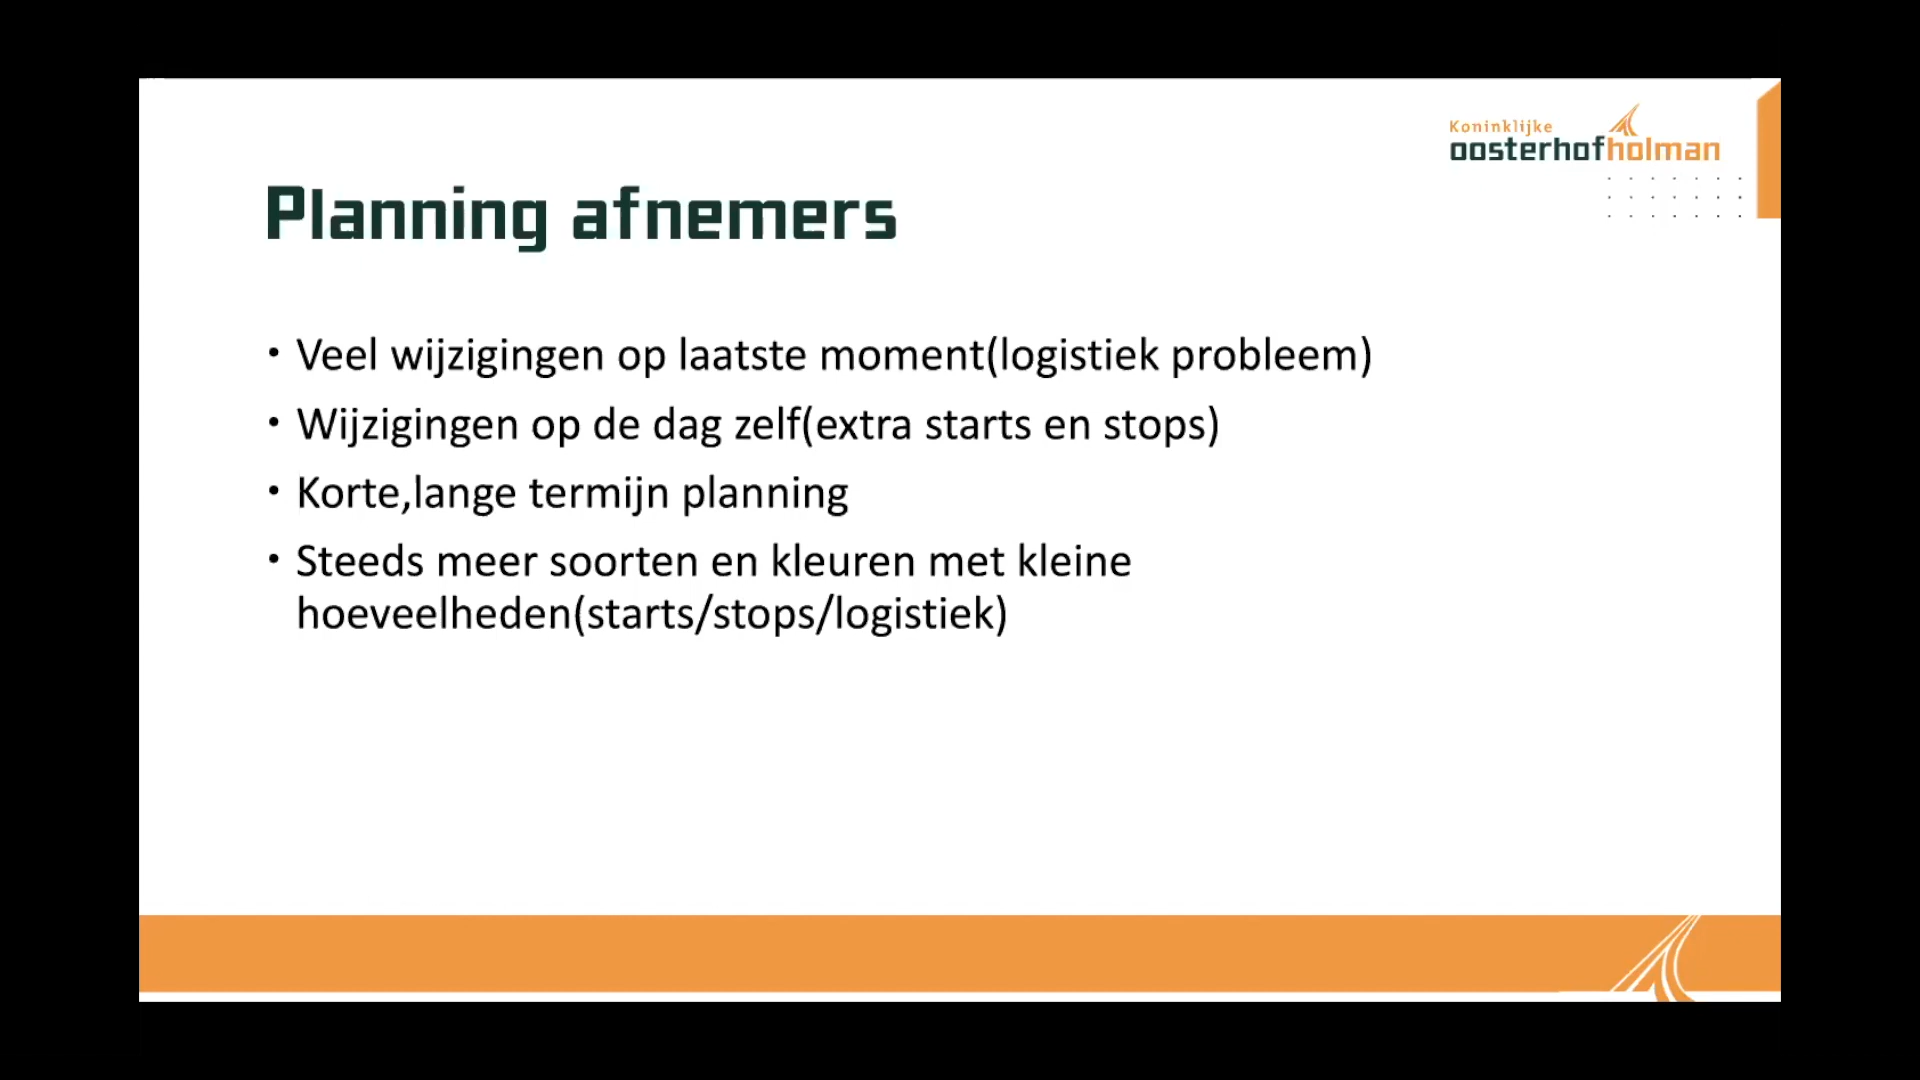 Koninklijke
oosterhofholman
Planning afnemers
• Veel wijzigingen op laatste moment(logistiek probleem)
• Wijzigingen op de dag zelf(extra starts en stops)
• Korte,lange termijn planning
• Steeds meer soorten en kleuren met kleine
hoeveelheden(starts/stops/logistiek)